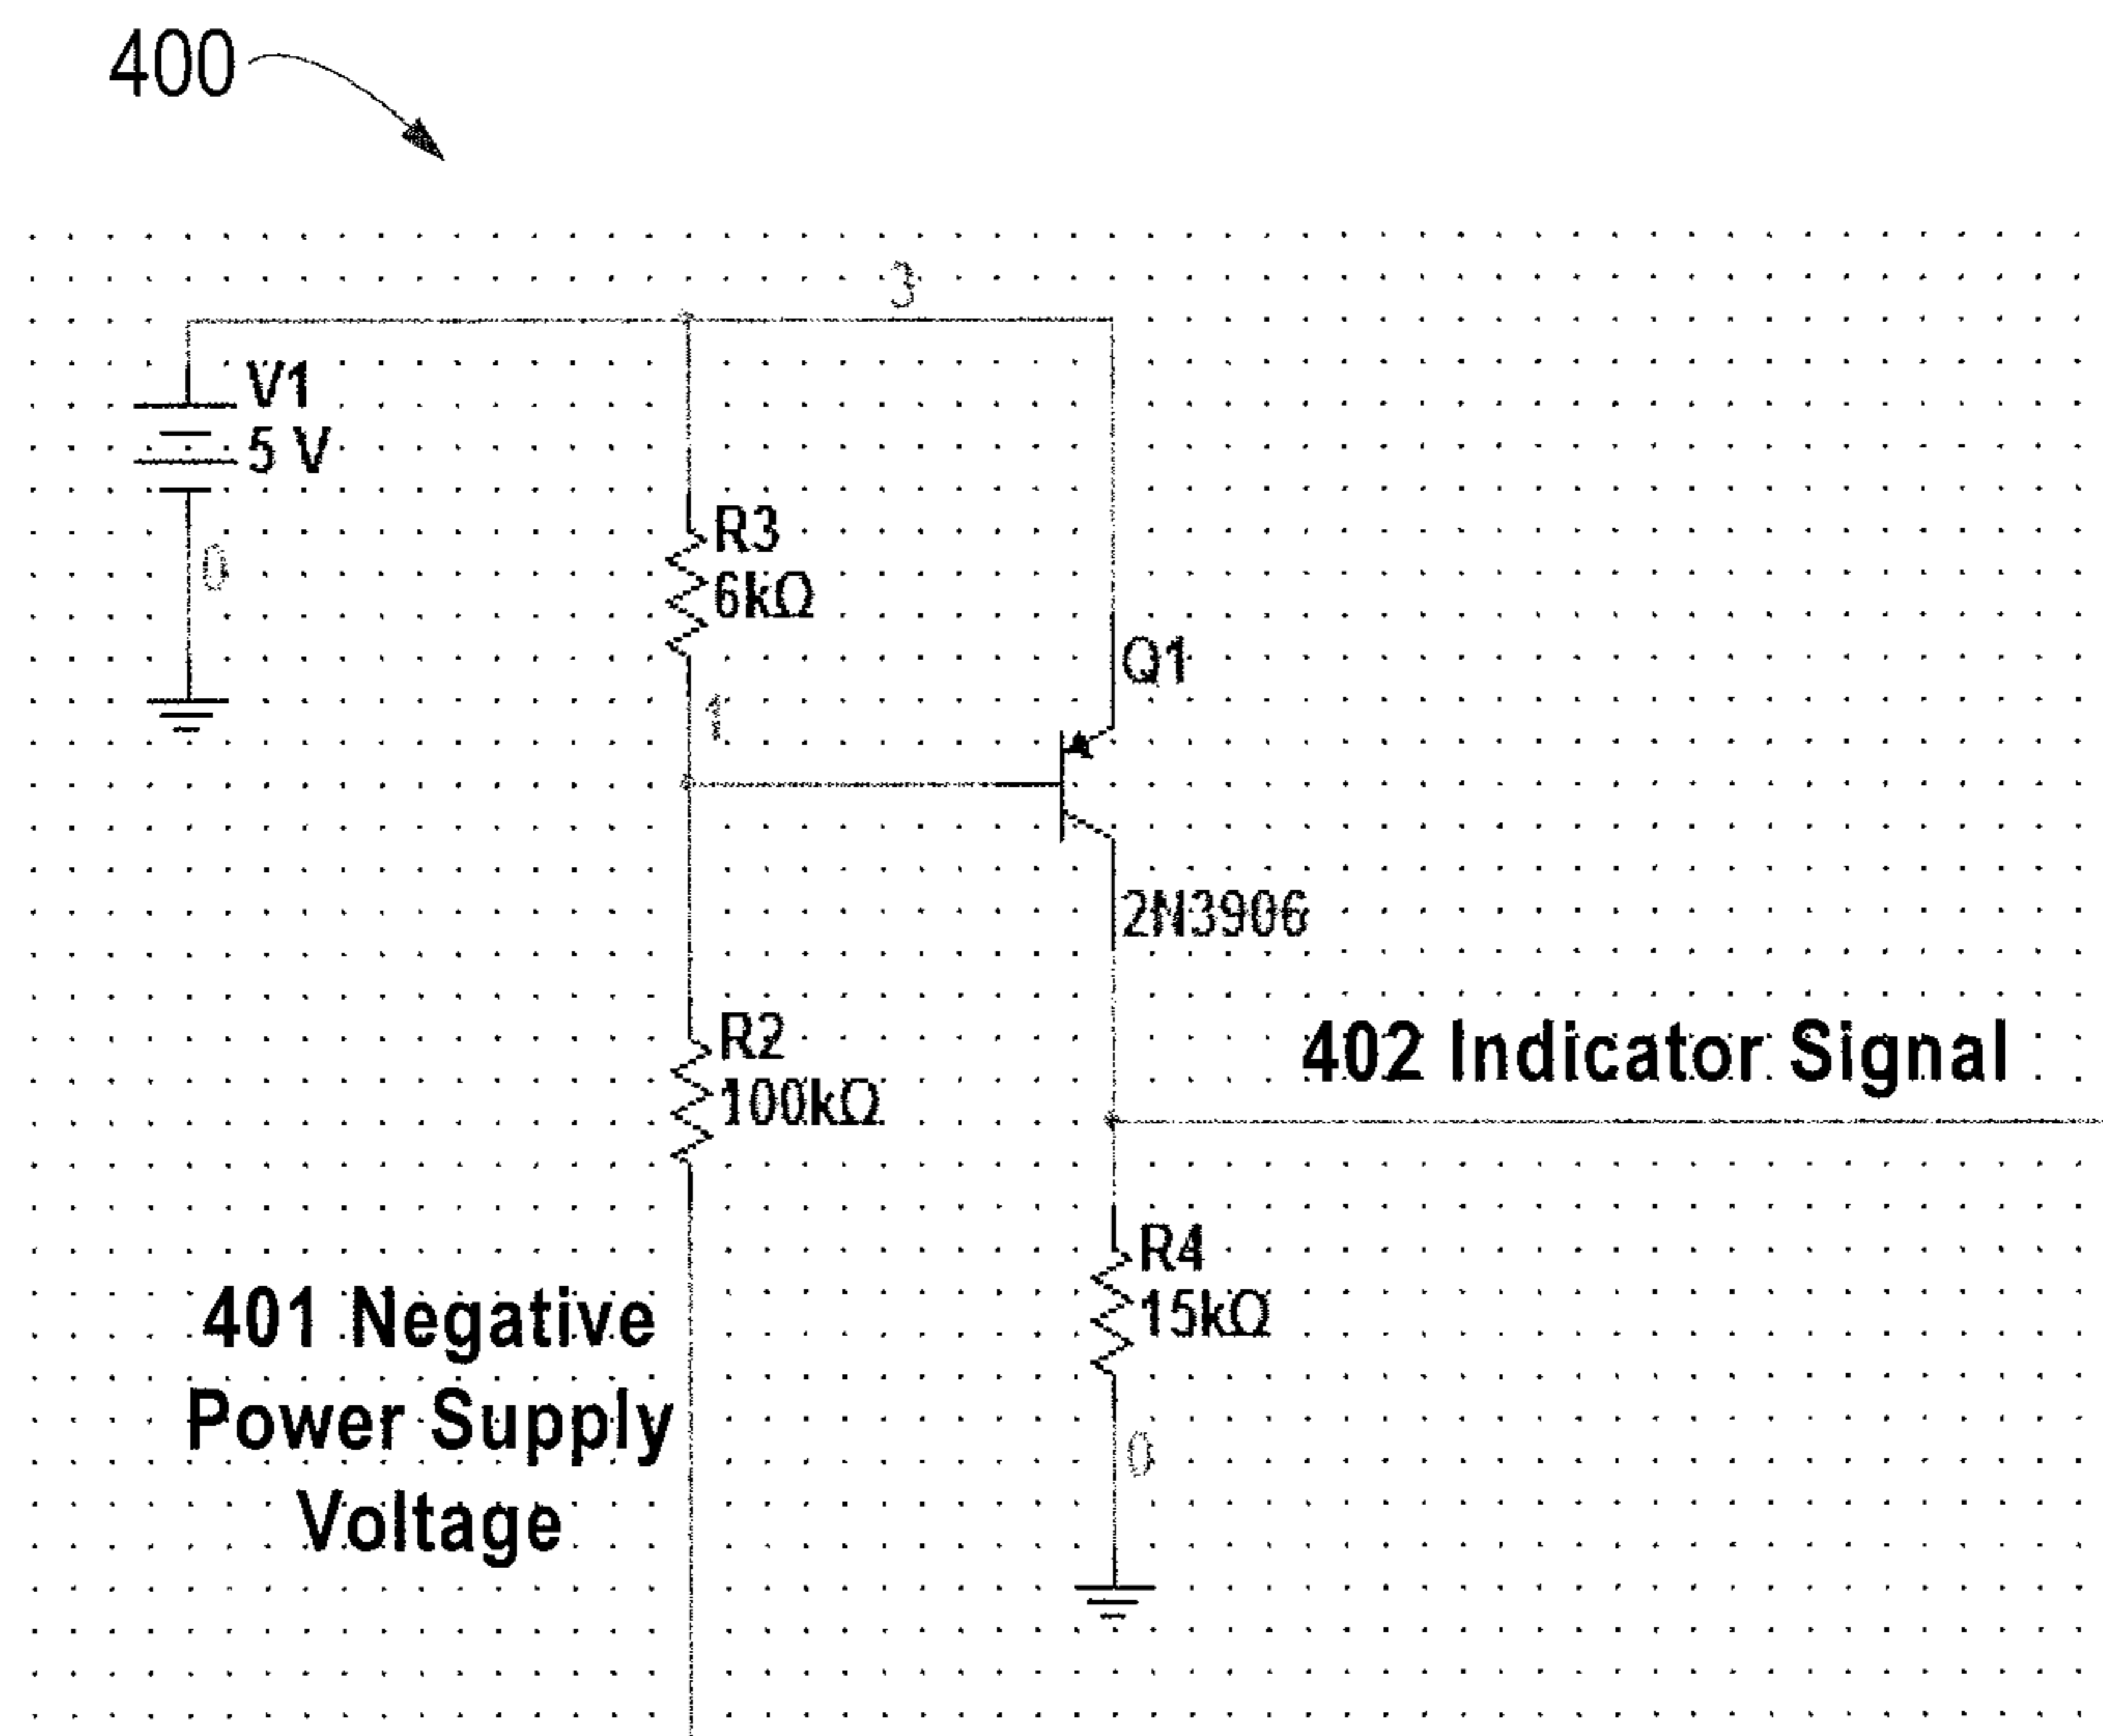 400
3
V1
5 V
0
R3
6kΩ
1
Q1
2N3906
R2
100kΩ
402 Indicator Signal
R4
15kΩ
401 Negative
Power Supply
Voltage
0